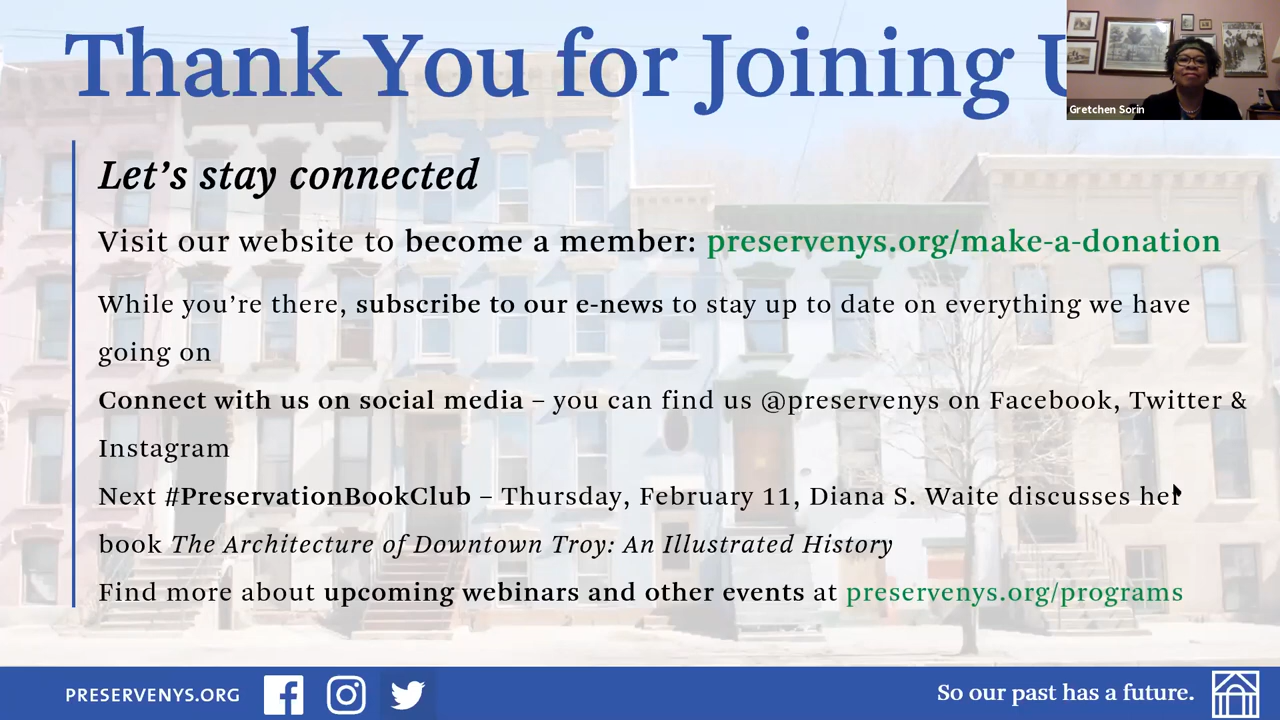 Thank You for Joining U
Gretchen Sorin
Let's stay connected
Visit our website to become a member: preservenys.org/make-a-donation
While you're there, subscribe to our e-news to stay up to date on everything we have
going on
Connect with us on social media – you can find us @preservenys on Facebook, Twitter &
Instagram
Next #PreservationBookClub – Thursday, February 11, Diana S. Waite discusses her
book The Architecture of Downtown Troy: An Illustrated History
Find more about upcoming webinars and other events at preservenys.org/programs
PRESERVENYS.ORG
So our past has a future.